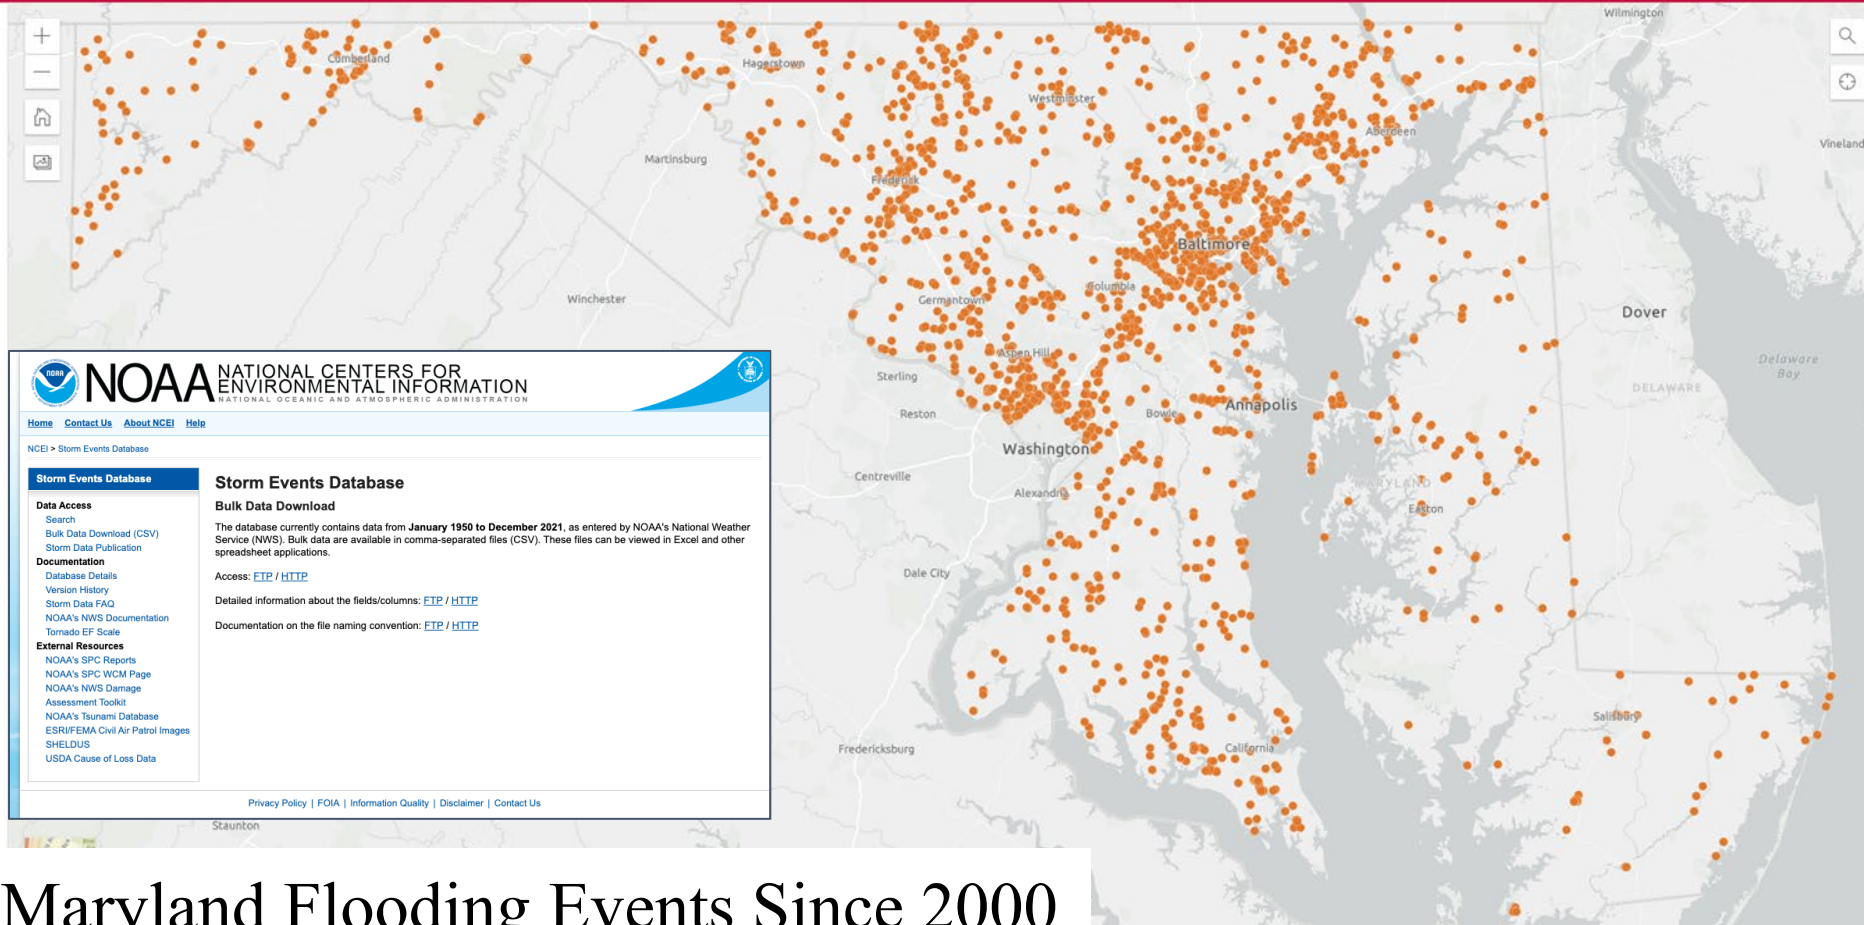 Wilmington
Cumberland
Hagerstown
Westminster
Aberdeen
Vineland
Martinsburg
Frederick
Baltimore
Winchester
Germantown
Columbia
Dover
Aspen Hill
Delaware
Bay
Sterling
DELAWARE
Reston
Bowie
Annapolis
Washington
Centreville
MARYLAND
Alexandria
Easton
Dale City
Salisbury
Fredericksburg
California
NOAA
NATIONAL CENTERS FOR
ENVIRONMENTAL INFORMATION
NATIONAL OCEANIC AND ATMOSPHERIC ADMINISTRATION
Home Contact Us About NCEI Help
NCEI > Storm Events Database
Storm Events Database
Data Access
Search
Bulk Data Download (CSV)
Storm Data Publication
Documentation
Database Details
Version History
Storm Data FAQ
NOAA's NWS Documentation
Tornado EF Scale
External Resources
NOAA's SPC Reports
NOAA's SPC WCM Page
NOAA's NWS Damage
Assessment Toolkit
NOAA's Tsunami Database
ESRI/FEMA Civil Air Patrol Images
SHELDUS
USDA Cause of Loss Data
Storm Events Database
Bulk Data Download
The database currently contains data from January 1950 to December 2021, as entered by NOAA's National Weather
Service (NWS). Bulk data are available in comma-separated files (CSV). These files can be viewed in Excel and other
spreadsheet applications.
Access: FTP / HTTP
Detailed information about the fields/columns: FTP / HTTP
Documentation on the file naming convention: FTP / HTTP
Privacy Policy | FOIA | Information Quality | Disclaimer | Contact Us
Staunton
Maryland Flooding Events Since 2000